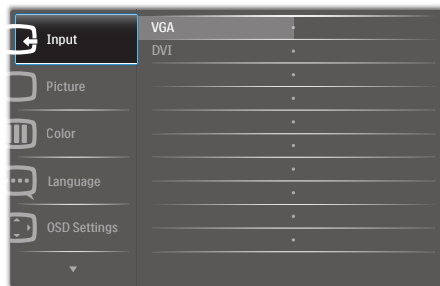 Input
Picture
Color
Language
OSD Settings
VGA
DVI